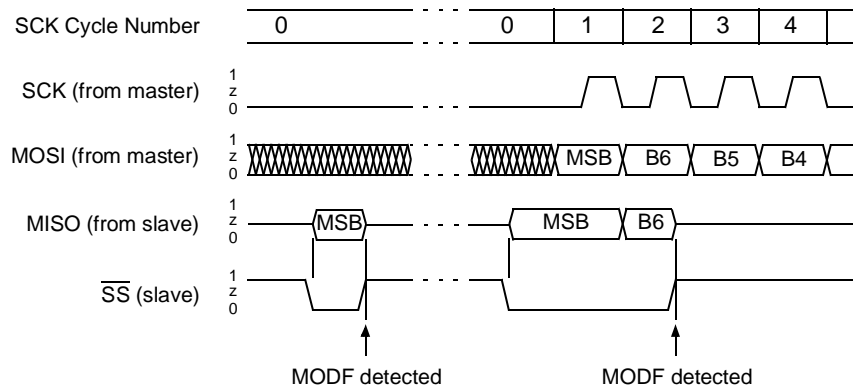 SCK Cycle Number 0 0 1 2 3 4
SCK (from master) 1 z 0
MOSI (from master) 1 z 0 MSB B6 B5 B4
MISO (from slave) 1 z 0 MSB MSB B6
SS (slave) 1 z 0
MODF detected MODF detected